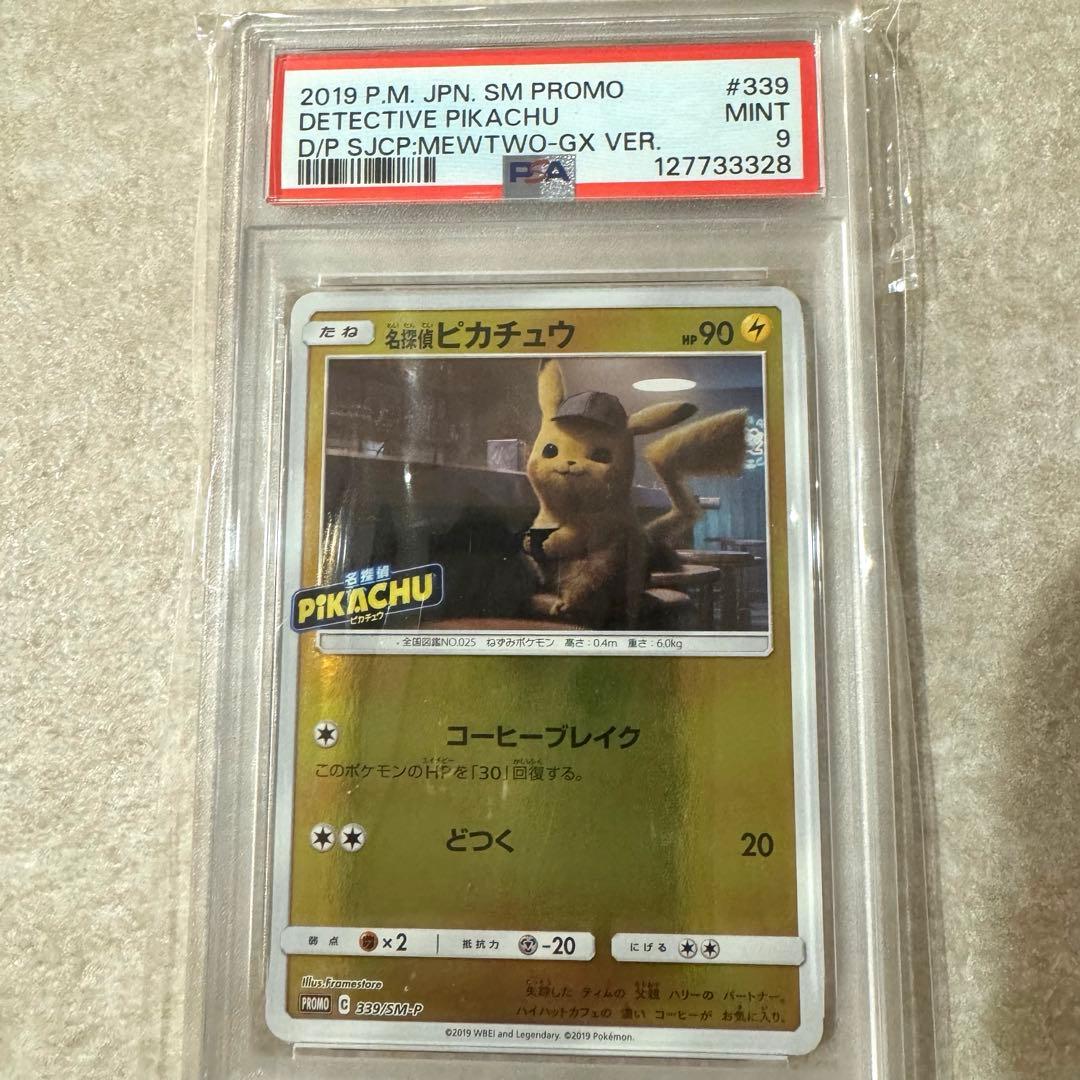 2019 P.M. JPN. SM PROMO #339
DETECTIVE PIKACHU MINT
D/P SJCP:MEWTWO-GX VER. 9
PSA 127733328
たね 名探偵ピカチュウ HP 90
名探偵
PiKACHU
ピカチュウ
全国図鑑NO.025 ねずみポケモン 高さ:0.4m 重さ:6.0kg
コーヒーブレイク
このポケモンのHPを「30」回復する。
どつく 20
弱点 ×2 抵抗力 -20 にげる
Illus.Framestore
PROMO C 339/SM-P
失踪した ティムの 父親 ハリーの パートナー。
ハイハットカフェの 濃い コーヒーが お気に入り。
©2019 WBEI and Legendary. ©2019 Pokémon.